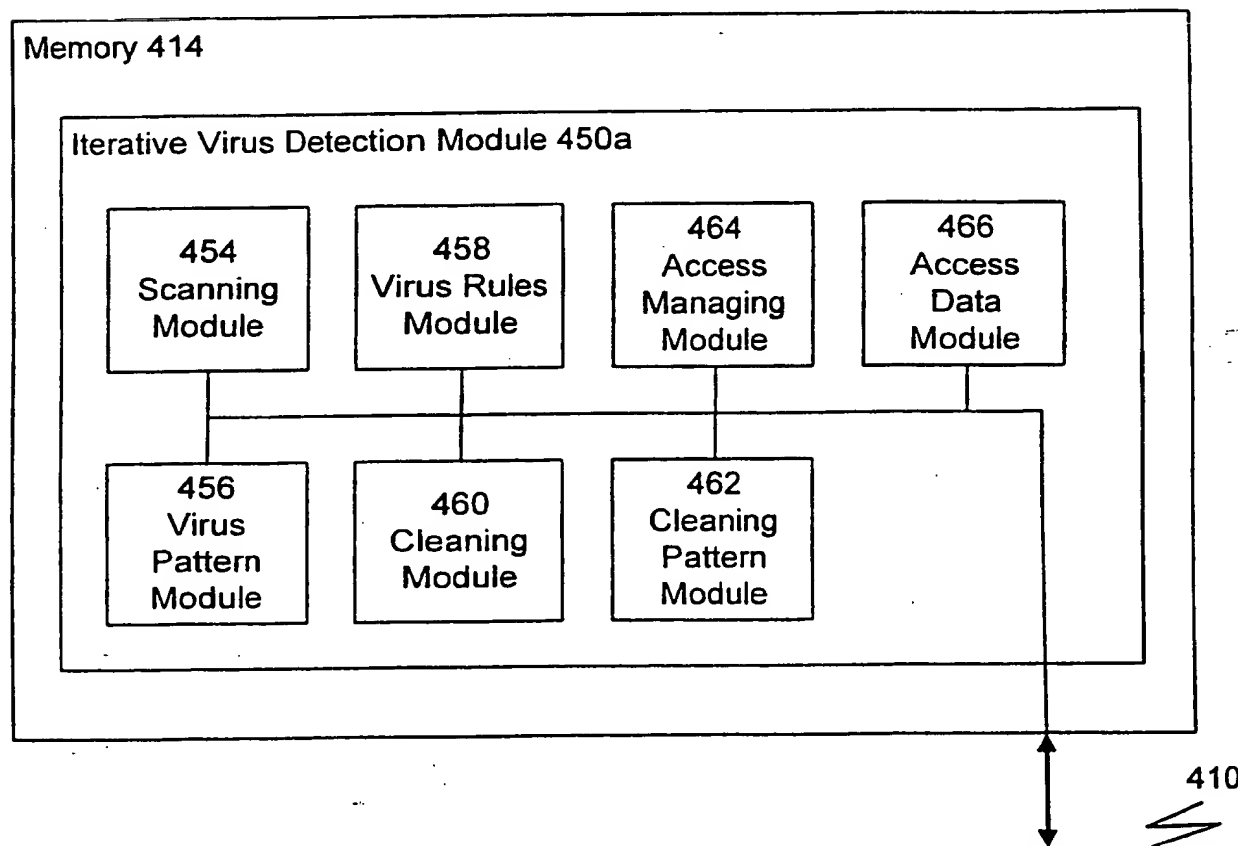 Memory 414
Iterative Virus Detection Module 450a
454
Scanning
Module
458
Virus Rules
Module
464
Access
Managing
Module
466
Access
Data
Module
456
Virus
Pattern
Module
460
Cleaning
Module
462
Cleaning
Pattern
Module
410